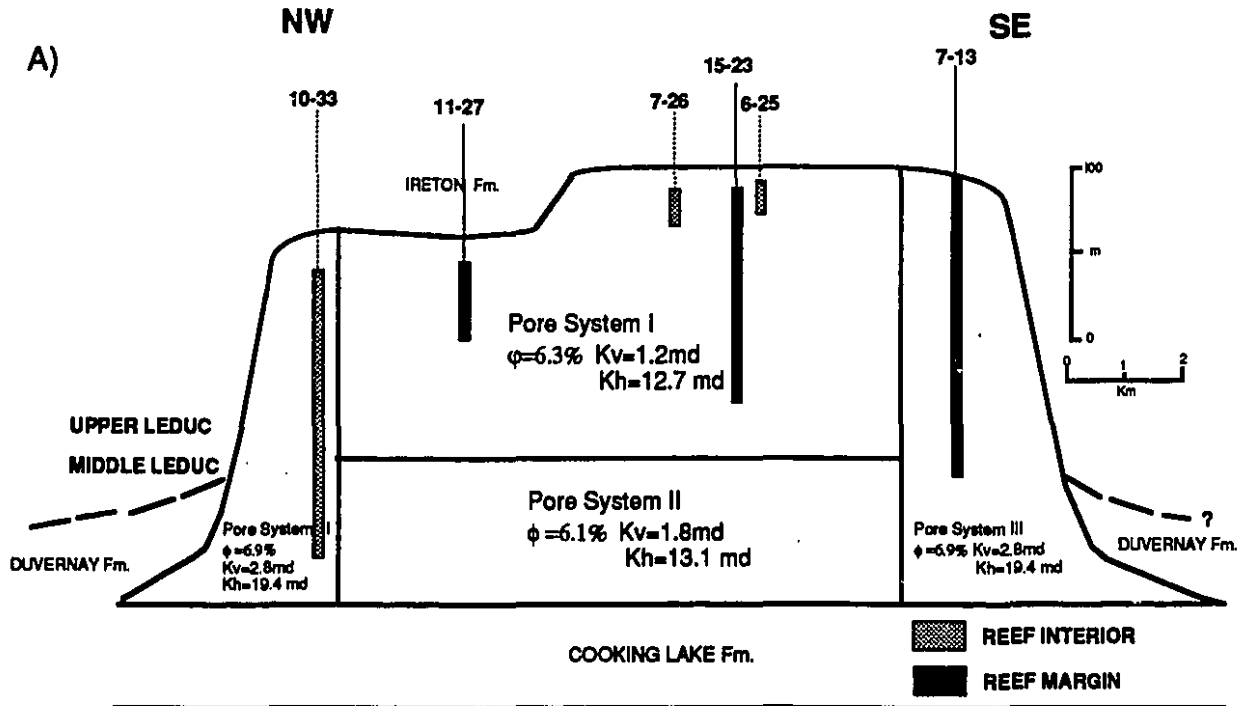 A)
NW
SE
10-33
11-27
7-26
15-23
6-25
7-13
IRETON Fm.
100
m
0
0 1 2
Km
Pore System I
φ=6.3% Kv=1.2md
Kh=12.7 md
UPPER LEDUC
MIDDLE LEDUC
Pore System II
ϕ=6.1% Kv=1.8md
Kh=13.1 md
Pore System
ϕ=6.9%
Kv=2.8md
Kh=19.4 md
Pore System III
ϕ=6.9% Kv=2.8md
Kh=19.4 md
?
DUVERNAY Fm.
DUVERNAY Fm.
COOKING LAKE Fm.
REEF INTERIOR
REEF MARGIN